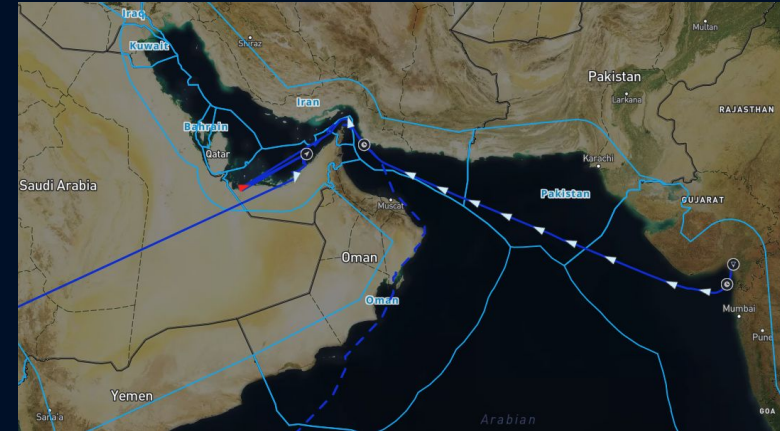 Iraq
Multan
Kuwait
Shiraz
Pakistan
Larkana
Iran
RAJASTHAN
Bahrain
Qatar
Karachi
Saudi Arabia
Pakistan
GUJARAT
Muscat
Oman
Oman
Mumbai
Pune
Yemen
Sana'a
Arabian
GOA